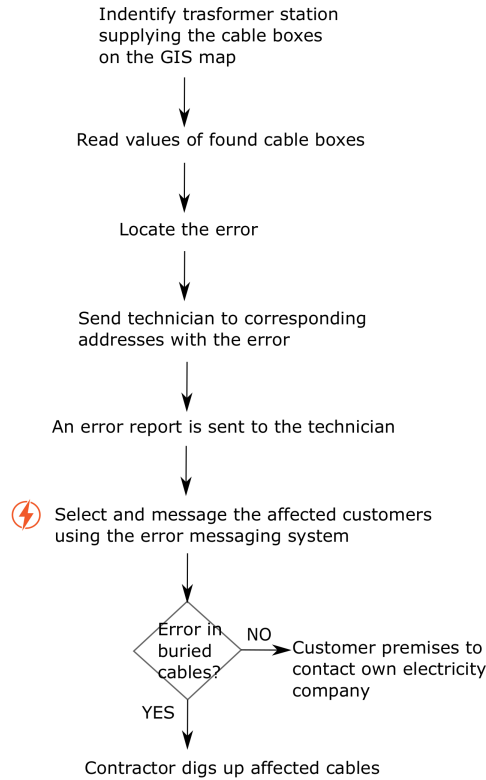 Indentify trasformer station
supplying the cable boxes
on the GIS map
Read values of found cable boxes
Locate the error
Send technician to corresponding
addresses with the error
An error report is sent to the technician
Select and message the affected customers
using the error messaging system
Error in
buried
cables?
NO
Customer premises to
contact own electricity
company
YES
Contractor digs up affected cables